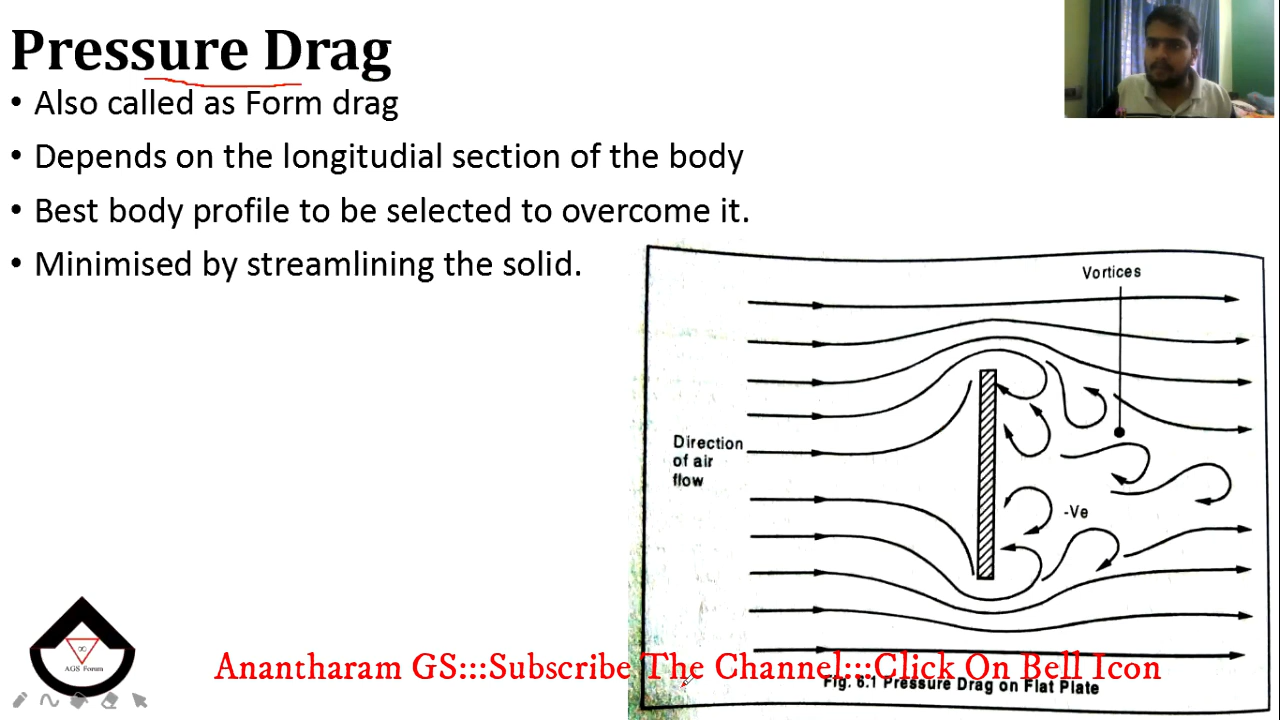 Pressure Drag
• Also called as Form drag
• Depends on the longitudial section of the body
• Best body profile to be selected to overcome it.
• Minimised by streamlining the solid.
Vortices
Direction
of air
flow
-Ve
AGS Forum
Anantharam GS:::Subscribe The Channel:::Click On Bell Icon
Fig. 6.1 Pressure Drag on Flat Plate